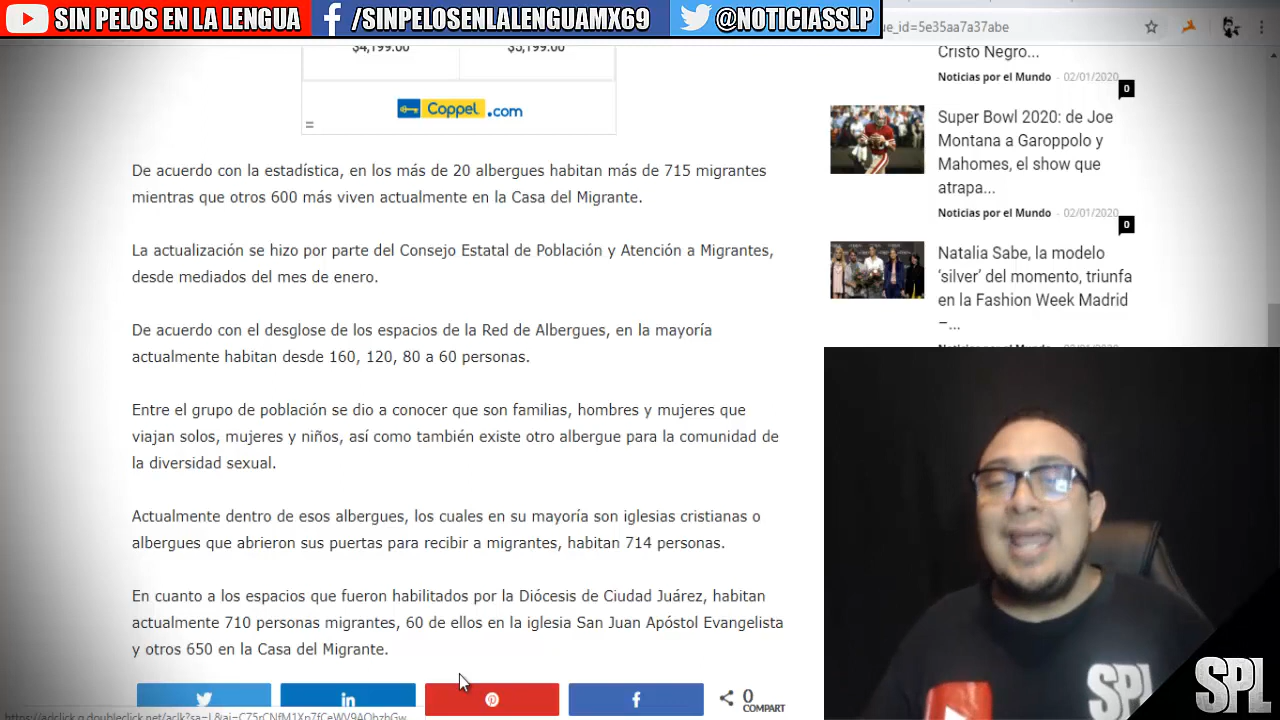 SIN PELOS EN LA LENGUA
/SINPELOSENLALENGUAMX69
@NOTICIASSLP
ue_id=5e35aa7a37abe
$4,199.00
Coppel.com
De acuerdo con la estadística, en los más de 20 albergues habitan más de 715 migrantes
mientras que otros 600 más viven actualmente en la Casa del Migrante.
La actualización se hizo por parte del Consejo Estatal de Población y Atención a Migrantes,
desde mediados del mes de enero.
De acuerdo con el desglose de los espacios de la Red de Albergues, en la mayoría
actualmente habitan desde 160, 120, 80 a 60 personas.
Entre el grupo de población se dio a conocer que son familias, hombres y mujeres que
viajan solos, mujeres y niños, así como también existe otro albergue para la comunidad de
la diversidad sexual.
Actualmente dentro de esos albergues, los cuales en su mayoría son iglesias cristianas o
albergues que abrieron sus puertas para recibir a migrantes, habitan 714 personas.
En cuanto a los espacios que fueron habilitados por la Diócesis de Ciudad Juárez, habitan
actualmente 710 personas migrantes, 60 de ellos en la iglesia San Juan Apóstol Evangelista
y otros 650 en la Casa del Migrante.
0
COMPART
Cristo Negro...
Noticias por el Mundo - 02/01/2020
0
Super Bowl 2020: de Joe
Montana a Garoppolo y
Mahomes, el show que
atrapa...
Noticias por el Mundo - 02/01/2020
0
Natalia Sabe, la modelo
‘silver’ del momento, triunfa
en la Fashion Week Madrid
–...
SPL
SPL